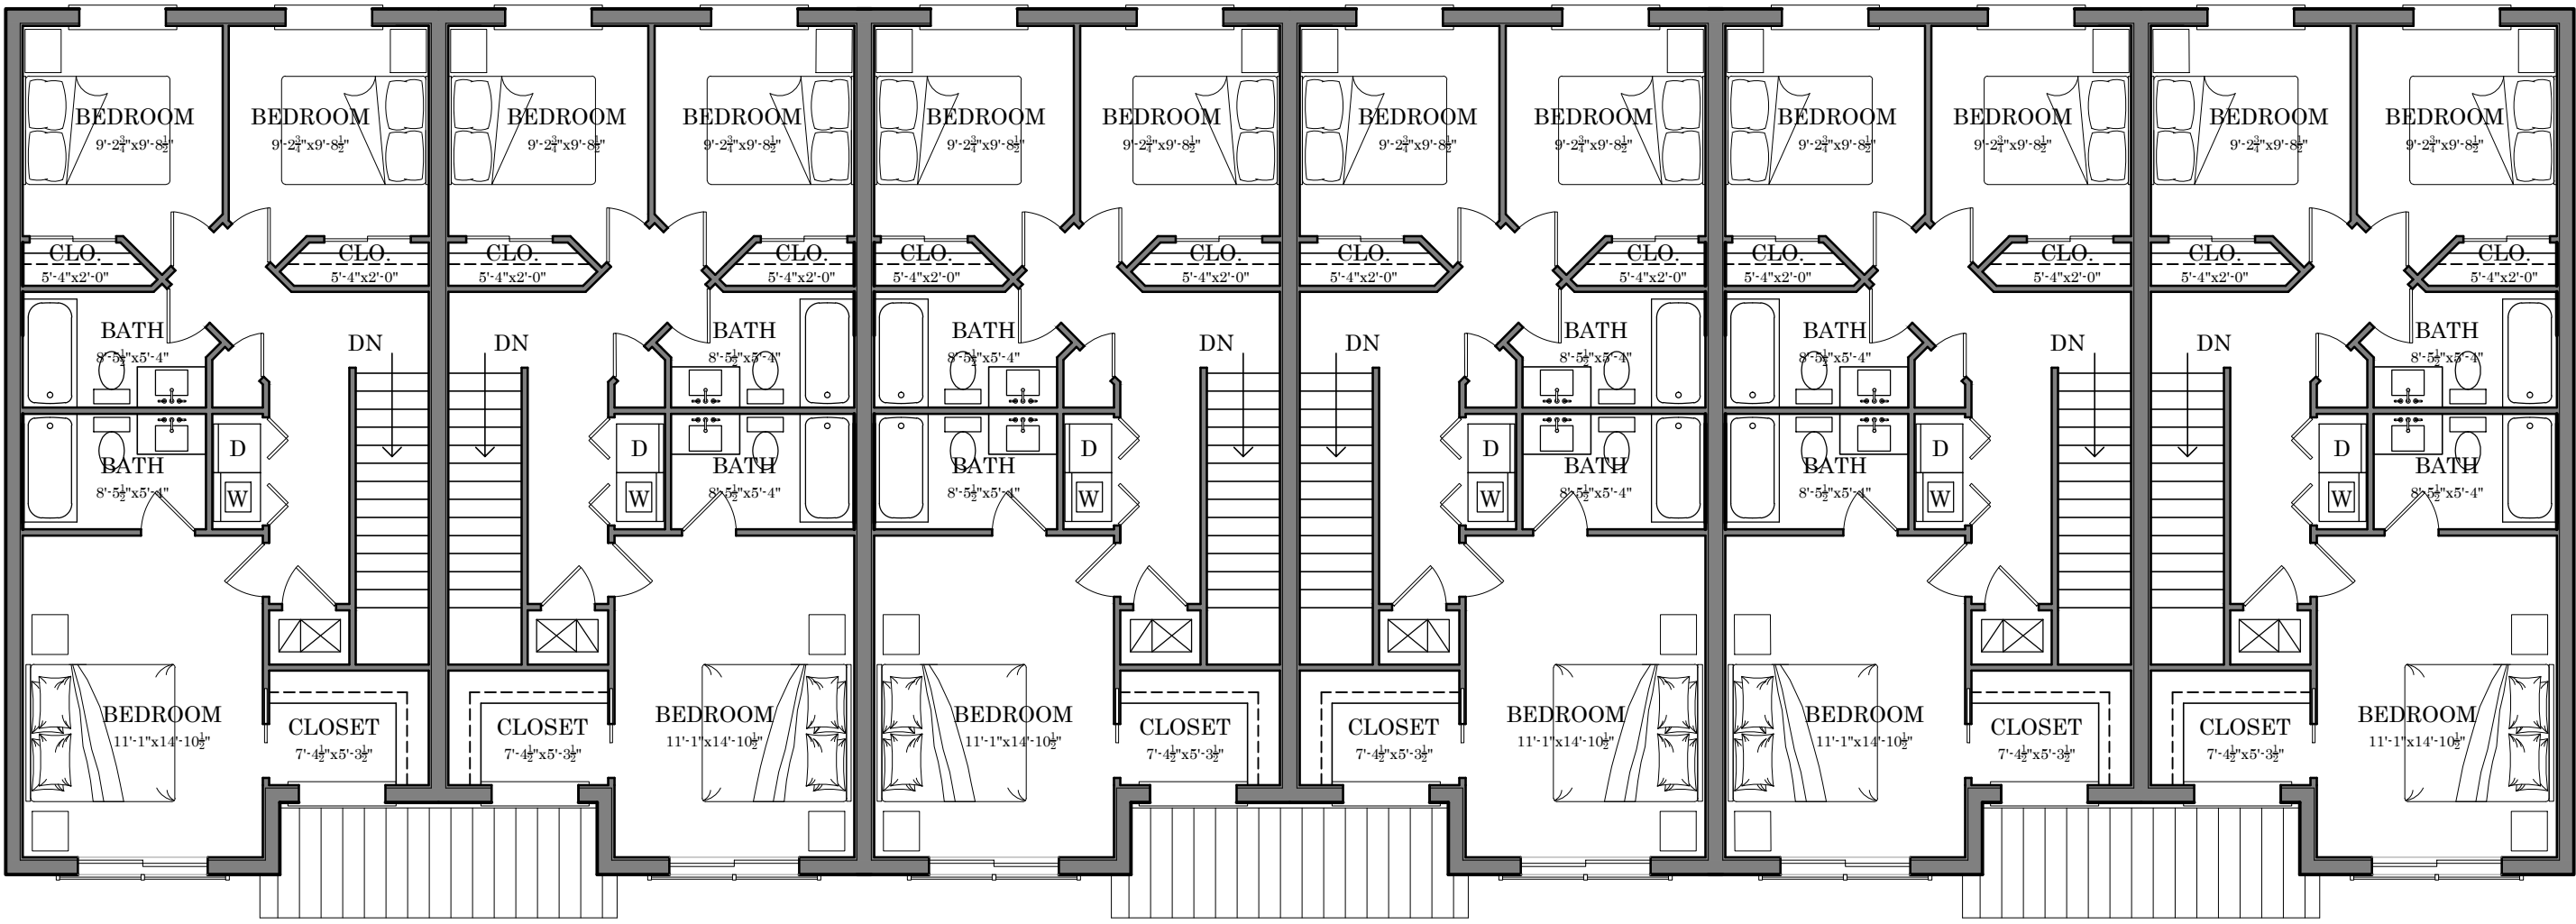 BEDROOM BEDROOM BEDROOM BEDROOM BEDROOM BEDROOM BEDROOM BEDROOM BEDROOM BEDROOM BEDROOM BEDROOM
9'-2¾"x9'-8½" 9'-2¾"x9'-8½" 9'-2¾"x9'-8½" 9'-2¾"x9'-8½" 9'-2¾"x9'-8½" 9'-2¾"x9'-8½" 9'-2¾"x9'-8½" 9'-2¾"x9'-8½" 9'-2¾"x9'-8½" 9'-2¾"x9'-8½" 9'-2¾"x9'-8½" 9'-2¾"x9'-8½"
CLO. CLO. CLO. CLO. CLO. CLO. CLO. CLO. CLO. CLO. CLO. CLO.
5'-4"x2'-0" 5'-4"x2'-0" 5'-4"x2'-0" 5'-4"x2'-0" 5'-4"x2'-0" 5'-4"x2'-0" 5'-4"x2'-0" 5'-4"x2'-0" 5'-4"x2'-0" 5'-4"x2'-0" 5'-4"x2'-0" 5'-4"x2'-0"
BATH DN DN BATH BATH DN DN BATH BATH DN DN BATH
8'-5½"x5'-4" 8'-5½"x5'-4" 8'-5½"x5'-4" 8'-5½"x5'-4" 8'-5½"x5'-4" 8'-5½"x5'-4"
D D D D D D
BATH BATH BATH BATH BATH BATH
8'-5½"x5'-4" W W 8'-5½"x5'-4" 8'-5½"x5'-4" W W 8'-5½"x5'-4" 8'-5½"x5'-4" W W 8'-5½"x5'-4"
BEDROOM CLOSET CLOSET BEDROOM BEDROOM CLOSET CLOSET BEDROOM BEDROOM CLOSET CLOSET BEDROOM
11'-1"x14'-10½" 7'-4½"x5'-3½" 7'-4½"x5'-3½" 11'-1"x14'-10½" 11'-1"x14'-10½" 7'-4½"x5'-3½" 7'-4½"x5'-3½" 11'-1"x14'-10½" 11'-1"x14'-10½" 7'-4½"x5'-3½" 7'-4½"x5'-3½" 11'-1"x14'-10½"